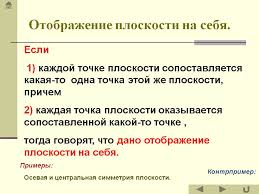 Отображение плоскости на себя.
Если
1) каждой точке плоскости сопоставляется
какая-то одна точка этой же плоскости,
причем
2) каждая точка плоскости оказывается
сопоставленной какой-то точке ,
тогда говорят, что дано отображение
плоскости на себя.
Примеры:
Контрпример:
Осевая и центральная симметрия плоскости.